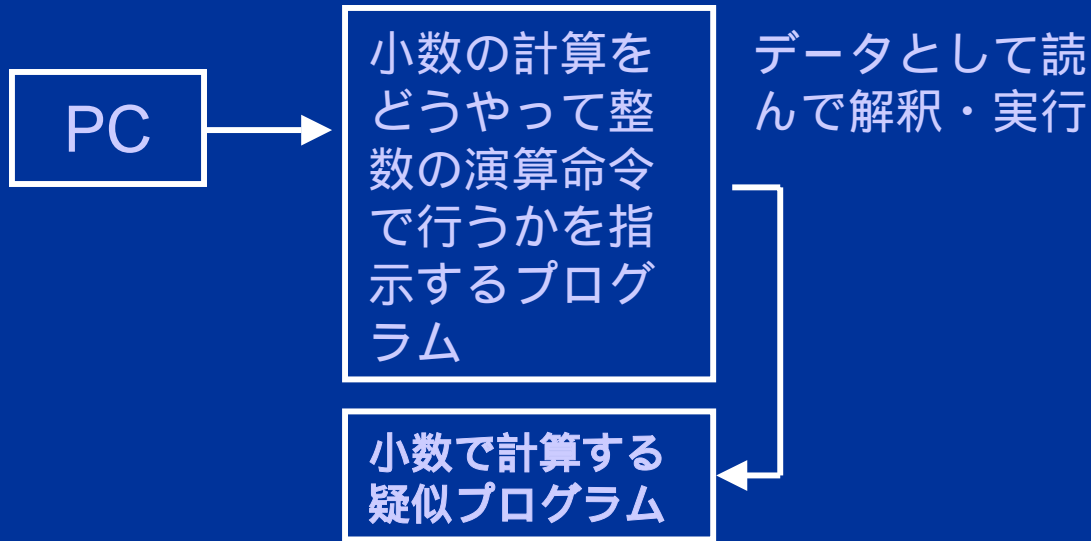 PC
小数の計算を
どうやって整
数の演算命令
で行うかを指
示するプログ
ラム
データとして読
んで解釈・実行
小数で計算する
疑似プログラム